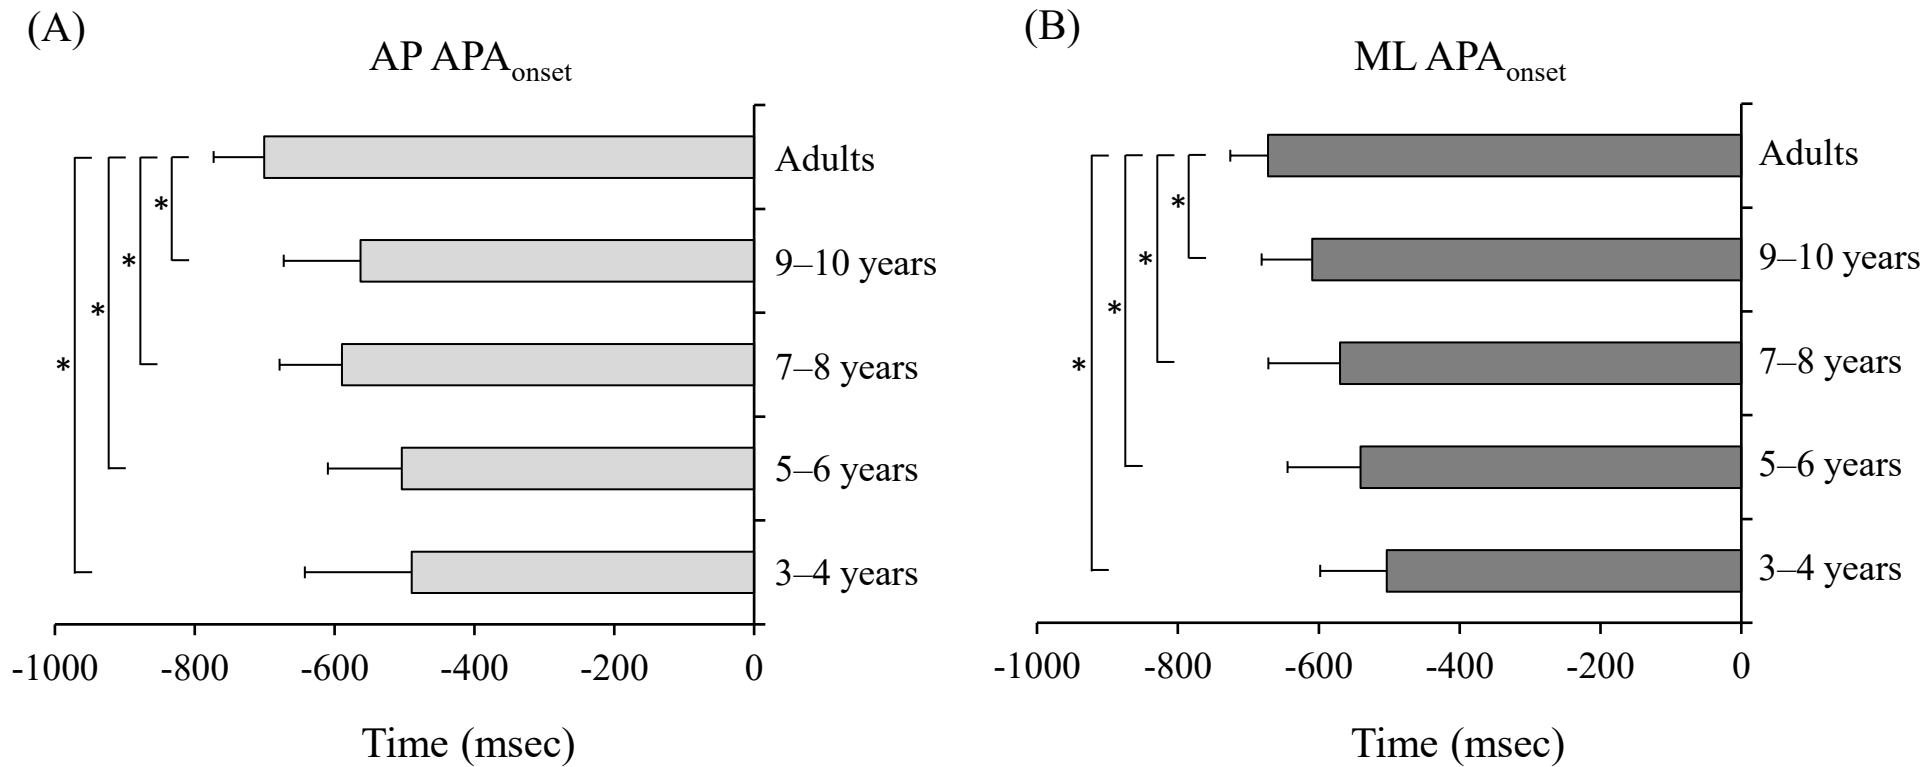 (A)
AP APAonset
*
*
*
*
Adults
9–10 years
7–8 years
5–6 years
3–4 years
-1000 -800 -600 -400 -200 0
Time (msec)
(B)
ML APAonset
*
*
*
*
Adults
9–10 years
7–8 years
5–6 years
3–4 years
-1000 -800 -600 -400 -200 0
Time (msec)